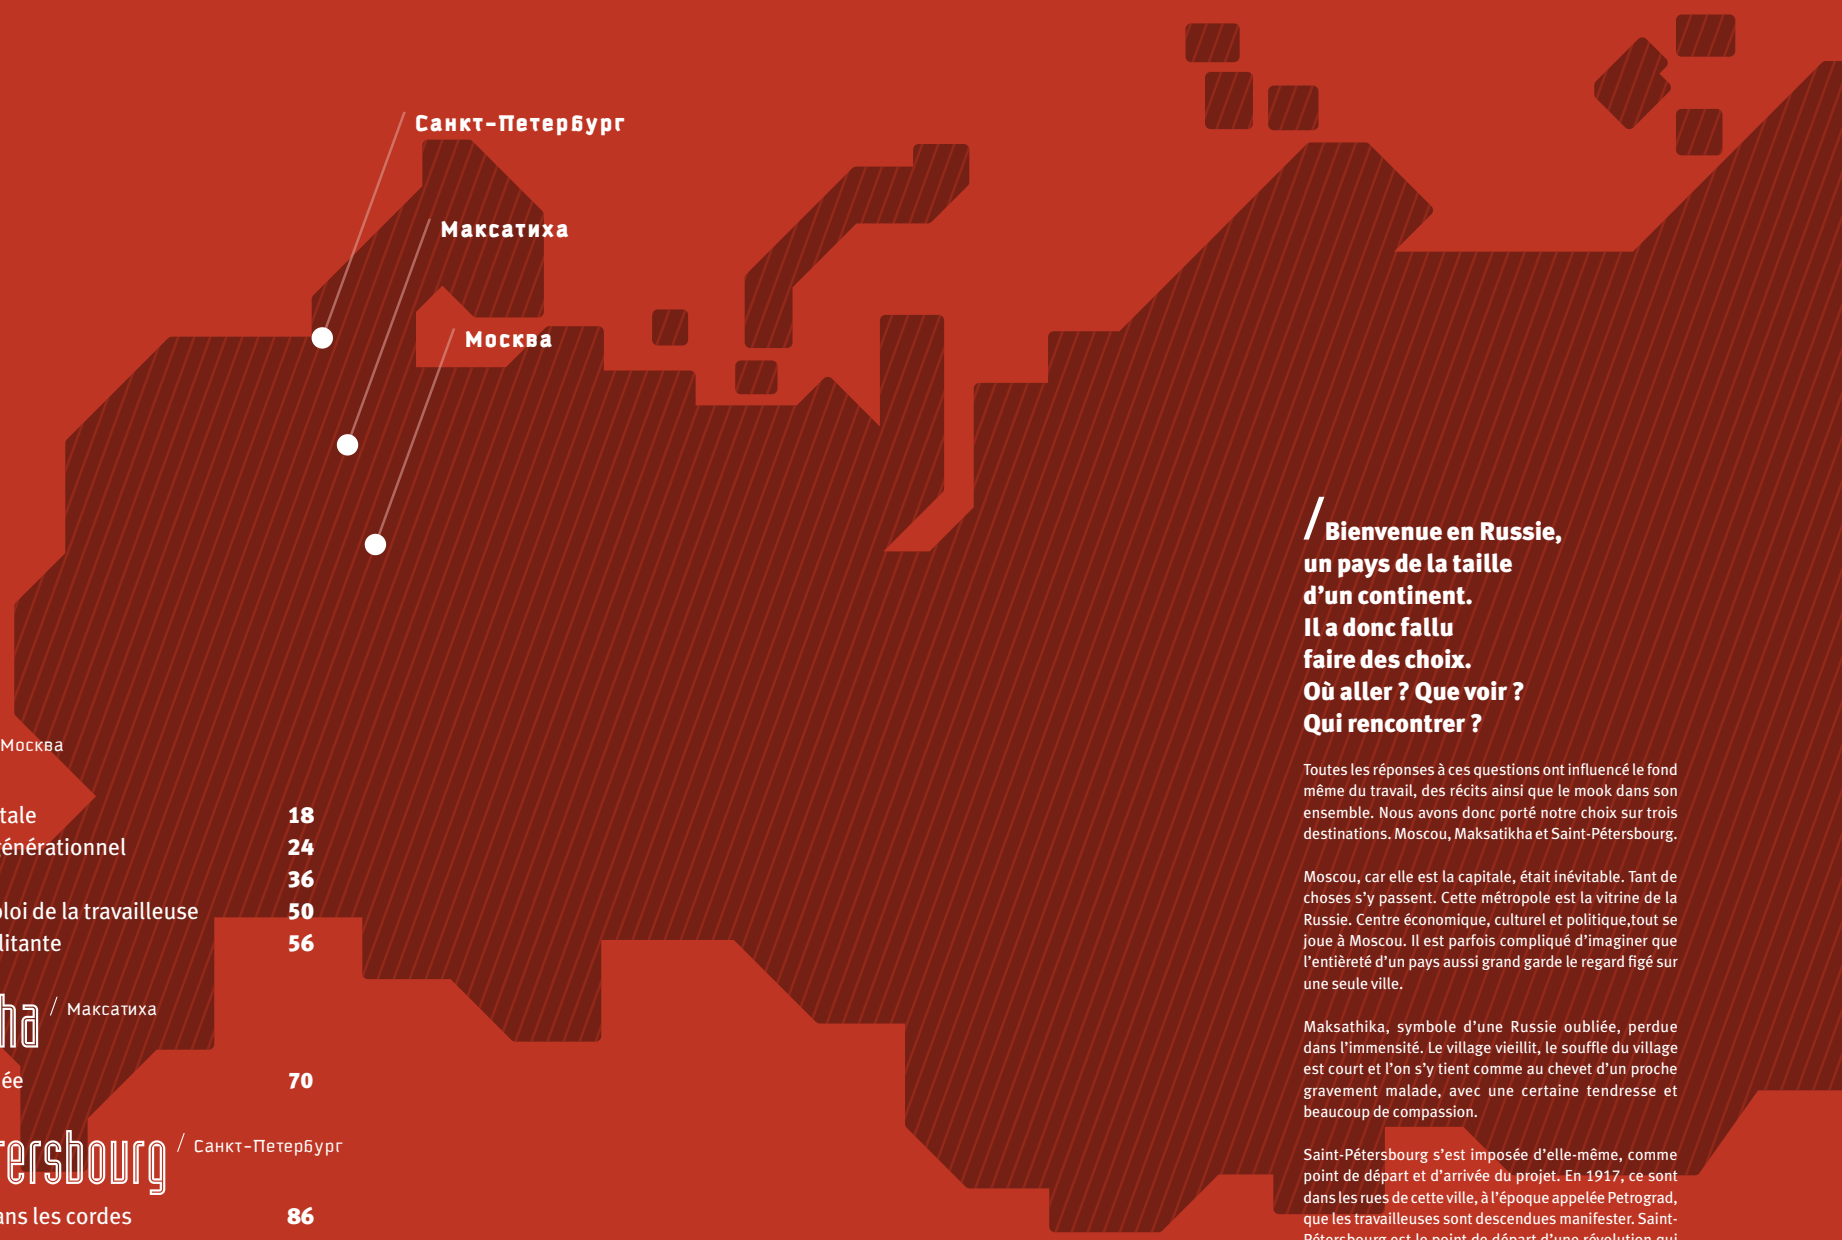 Санкт-Петербург
Максатиха
Москва
Москва
tale 18
énérationnel 24
36
loi de la travailleuse 50
litante 56
ha / Максатиха
ée 70
ersbourg / Санкт-Петербург
ans les cordes 86
/Bienvenue en Russie,
un pays de la taille
d’un continent.
Il a donc fallu
faire des choix.
Où aller ? Que voir ?
Qui rencontrer ?
Toutes les réponses à ces questions ont influencé le fond
même du travail, des récits ainsi que le mook dans son
ensemble. Nous avons donc porté notre choix sur trois
destinations. Moscou, Maksatikha et Saint-Pétersbourg.
Moscou, car elle est la capitale, était inévitable. Tant de
choses s’y passent. Cette métropole est la vitrine de la
Russie. Centre économique, culturel et politique,tout se
joue à Moscou. Il est parfois compliqué d’imaginer que
l’entièreté d’un pays aussi grand garde le regard figé sur
une seule ville.
Maksathika, symbole d’une Russie oubliée, perdue
dans l’immensité. Le village vieillit, le souffle du village
est court et l’on s’y tient comme au chevet d’un proche
gravement malade, avec une certaine tendresse et
beaucoup de compassion.
Saint-Pétersbourg s’est imposée d’elle-même, comme
point de départ et d’arrivée du projet. En 1917, ce sont
dans les rues de cette ville, à l’époque appelée Petrograd,
que les travailleuses sont descendues manifester. Saint-
Pétersbourg est le point de départ d’une révolution qui